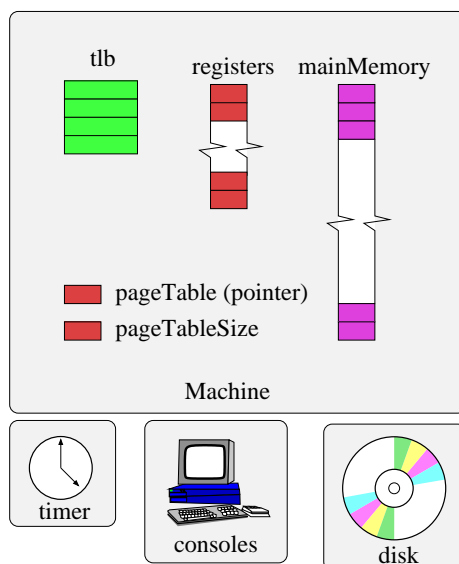 tlb
registers
mainMemory
pageTable (pointer)
pageTableSize
Machine
timer
consoles
disk